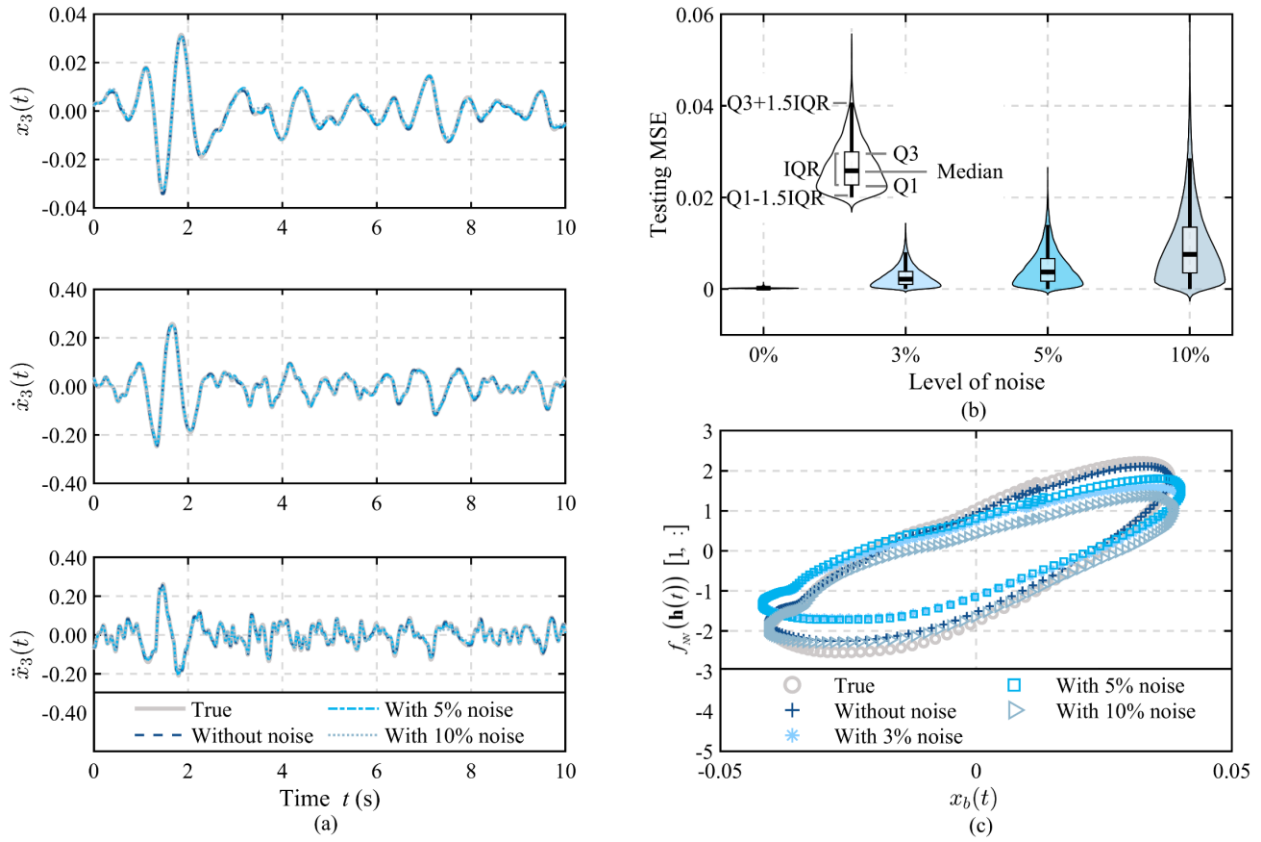 0.04
0.02
0.00
-0.02
-0.04
x₃(t)
0 2 4 6 8 10
0.40
0.20
0.00
-0.20
-0.40
ẋ₃(t)
0 2 4 6 8 10
0.40
0.20
0.00
-0.20
-0.40
ẍ₃(t)
True
Without noise
With 5% noise
With 10% noise
0 2 4 6 8 10
Time t (s)
(a)
0.06
0.04
0.02
0
Testing MSE
Q3+1.5IQR
IQR
Q3
Median
Q1
Q1-1.5IQR
0% 3% 5% 10%
Level of noise
(b)
3
2
1
0
-1
-2
-3
-4
-5
f_𝒩(h(t)) [1, :]
True
Without noise
With 3% noise
With 5% noise
With 10% noise
-0.05 0 0.05
x_b(t)
(c)